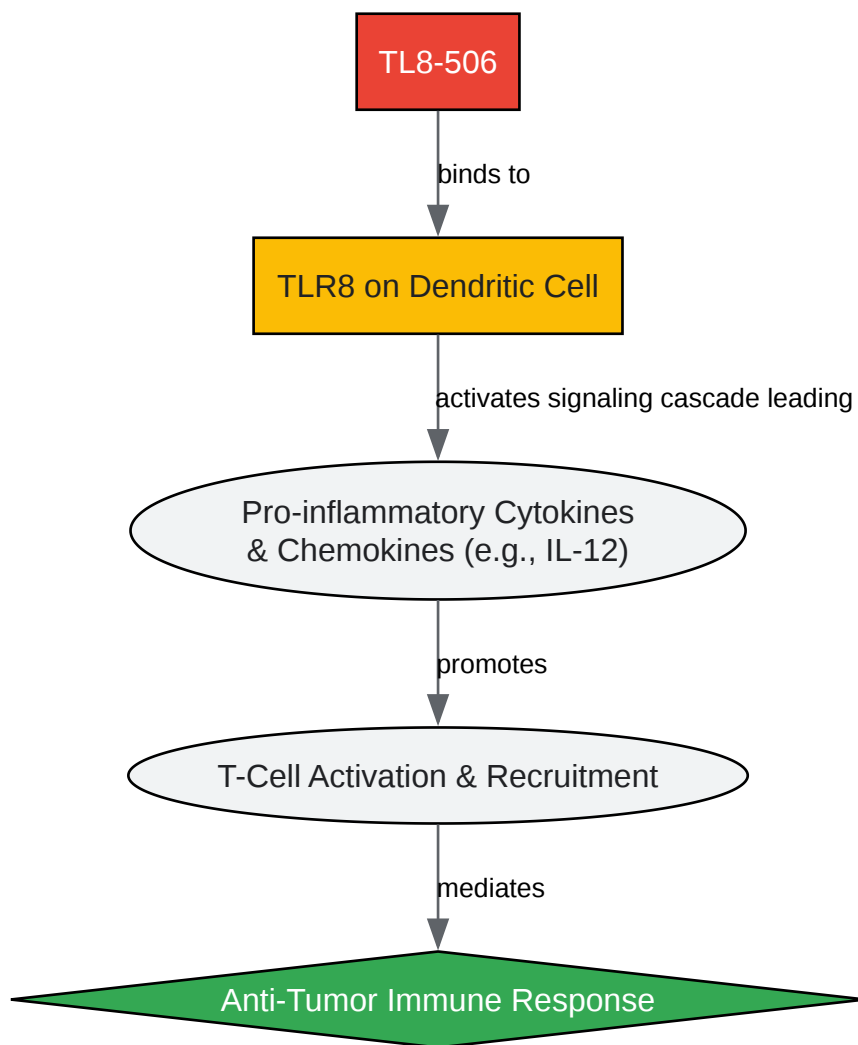 TL8-506
binds to
TLR8 on Dendritic Cell
activates signaling cascade leading
Pro-inflammatory Cytokines
& Chemokines (e.g., IL-12)
promotes
T-Cell Activation & Recruitment
mediates
Anti-Tumor Immune Response